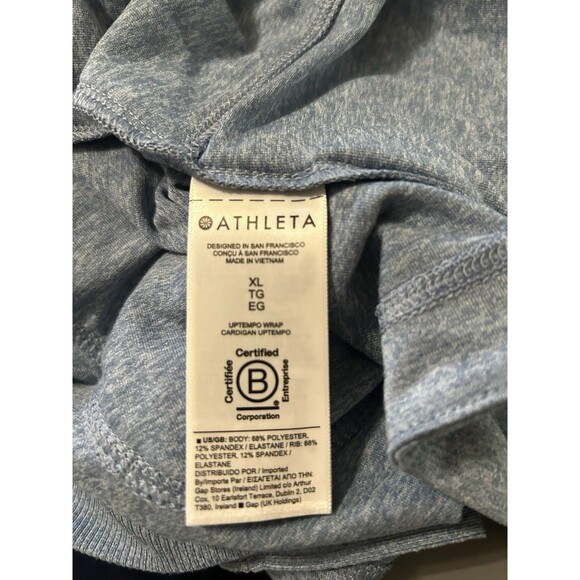 ATHLETA
DESIGNED IN SAN FRANCISCO
CONÇU À SAN FRANCISCO
MADE IN VIETNAM
XL
TG
EG
UPTEMPO WRAP
CARDIGAN UPTEMPO
Certified
Certifiée
B
Entreprise
®
Corporation
■ US/GB: BODY: 88% POLYESTER,
12% SPANDEX / ELASTANE / RIB: 88%
POLYESTER, 12% SPANDEX /
ELASTANE
DISTRIBUIDO POR / Imported
By/Importe Par / ΕΙΣΑΓΕΤΑΙ ΑΠΟ ΤΗΝ.
Gap Stores (Ireland) Limited c/o Arthur
Cox, 10 Earlsfort Terrace, Dublin 2, D02
T380, Ireland ■ Gap (UK Holdings)